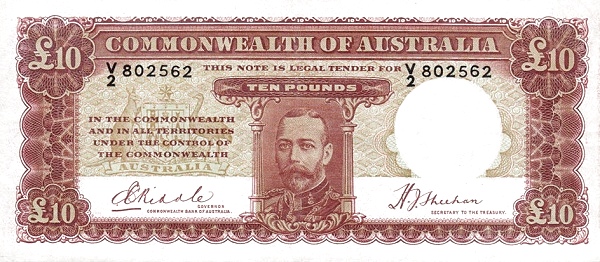 £10 COMMONWEALTH OF AUSTRALIA £10
V/2 802562 THIS NOTE IS LEGAL TENDER FOR V/2 802562
TEN POUNDS
IN THE COMMONWEALTH
AND IN ALL TERRITORIES
UNDER THE CONTROL OF
THE COMMONWEALTH
AUSTRALIA
£10 £10
CRiddle
GOVERNOR
COMMONWEALTH BANK OF AUSTRALIA.
H.J. Sheehan
SECRETARY TO THE TREASURY.